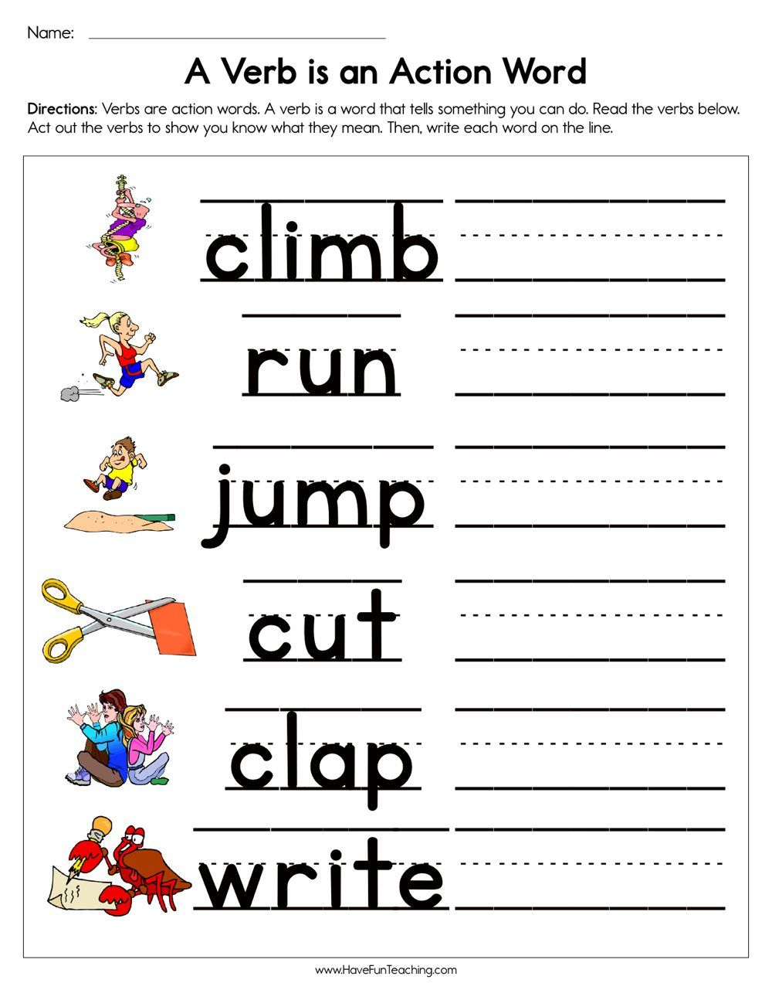 Name:
A Verb is an Action Word
Directions: Verbs are action words. A verb is a word that tells something you can do. Read the verbs below.
Act out the verbs to show you know what they mean. Then, write each word on the line.
climb
run
jump
cut
clap
write
www.HaveFunTeaching.com